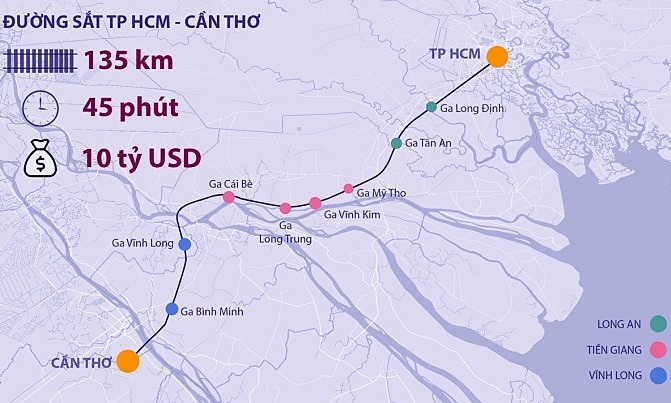 ĐƯỜNG SẮT TP HCM - CẦN THƠ
135 km
45 phút
$
10 tỷ USD
TP HCM
Ga Long Định
Ga Tân An
Ga Cái Bè
Ga Mỹ Tho
Ga Vĩnh Kim
Ga
Long Trung
Ga Vĩnh Long
Ga Bình Minh
CẦN THƠ
LONG AN
TIỀN GIANG
VĨNH LONG